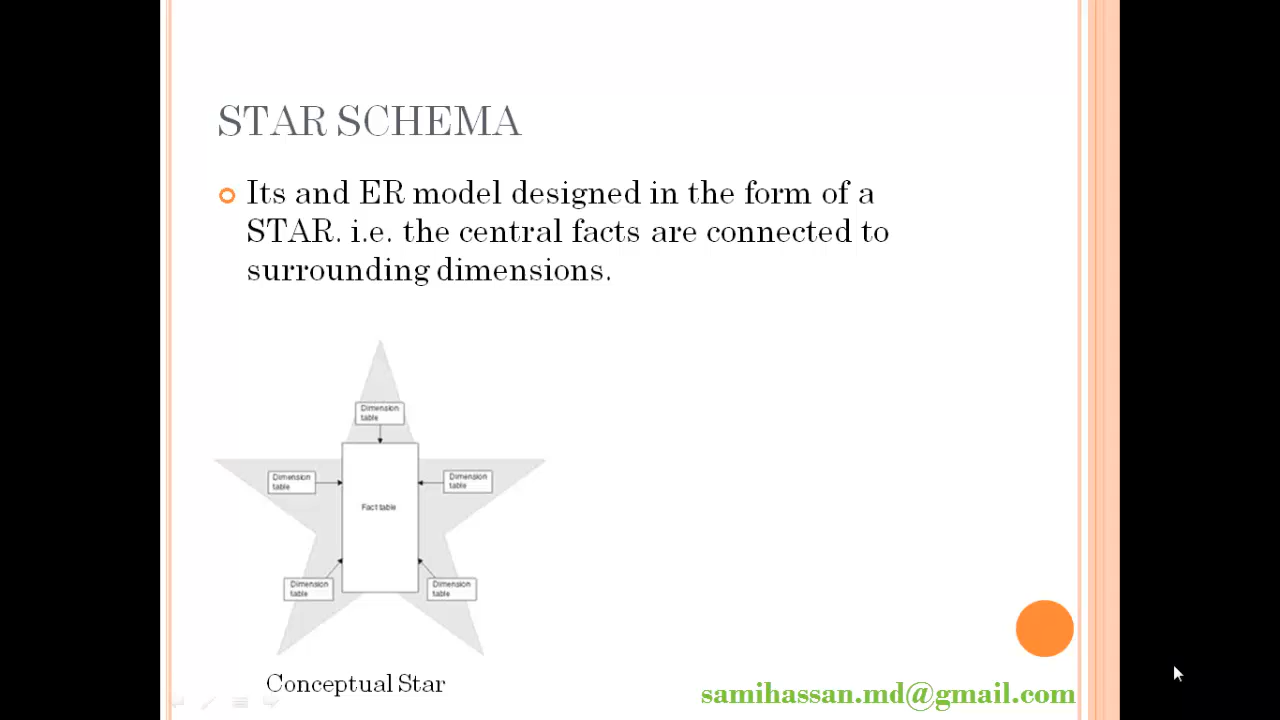 STAR SCHEMA
Its and ER model designed in the form of a
STAR. i.e. the central facts are connected to
surrounding dimensions.
Dimension
table
Dimension
table
Dimension
table
Fact table
Dimension
table
Dimension
table
Conceptual Star
samihassan.md@gmail.com